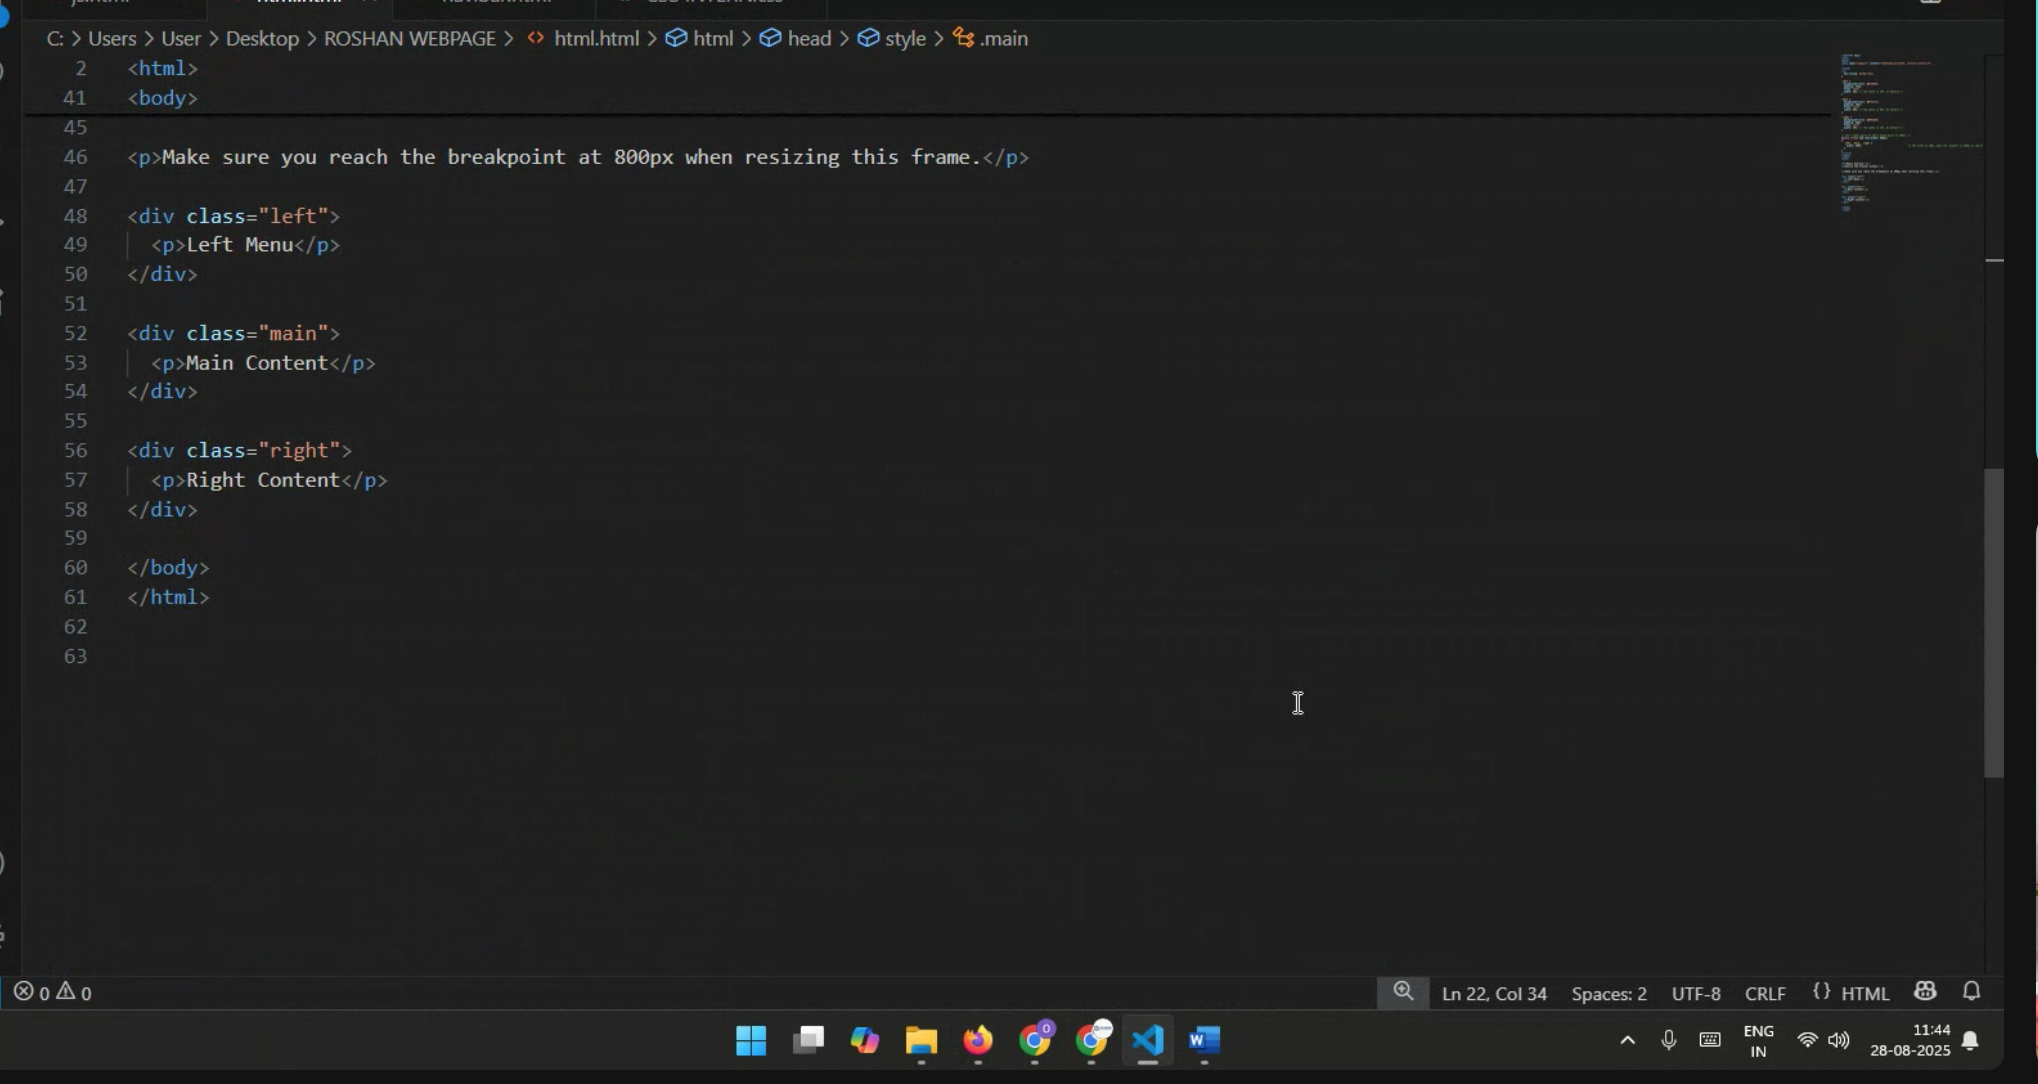 C: > Users > User > Desktop > ROSHAN WEBPAGE > <> html.html > html > head > style > .main
2 <html>
41 <body>
45
46 <p>Make sure you reach the breakpoint at 800px when resizing this frame.</p>
47
48 <div class="left">
49 <p>Left Menu</p>
50 </div>
51
52 <div class="main">
53 <p>Main Content</p>
54 </div>
55
56 <div class="right">
57 <p>Right Content</p>
58 </div>
59
60 </body>
61 </html>
62
63
0 0 Ln 22, Col 34 Spaces: 2 UTF-8 CRLF {} HTML
ENG 11:44
IN 28-08-2025